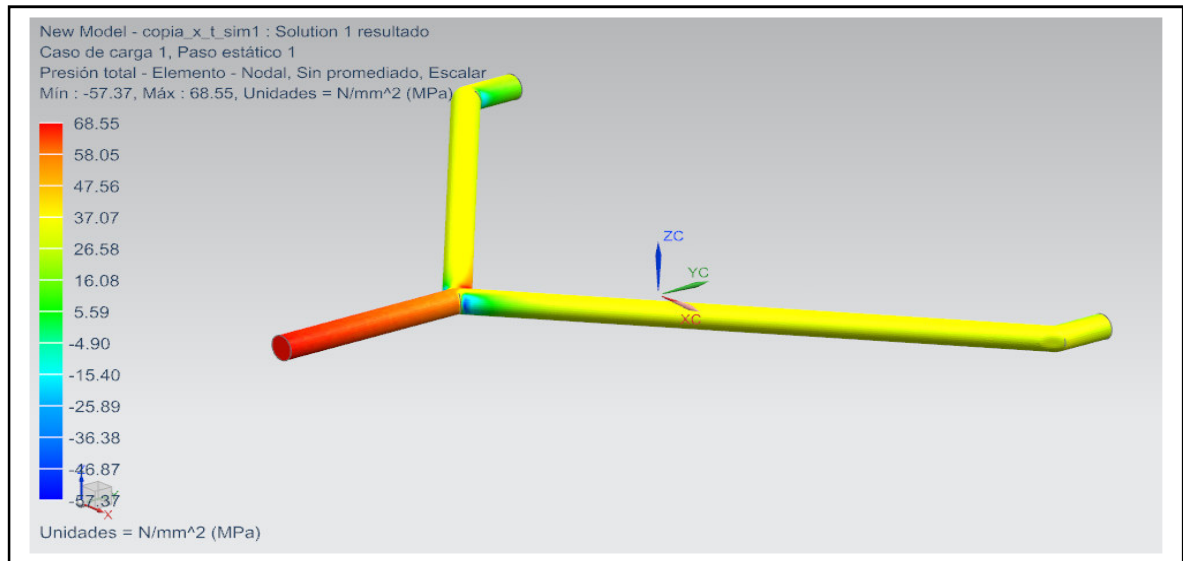 New Model - copia_x_t_sim1 : Solution 1 resultado
Caso de carga 1, Paso estático 1
Presión total - Elemento - Nodal, Sin promediado, Escalar
Mín : -57.37, Máx : 68.55, Unidades = N/mm^2 (MPa)
68.55
58.05
47.56
37.07
26.58
16.08
5.59
-4.90
-15.40
-25.89
-36.38
-46.87
-57.37
ZC
YC
XC
X
Unidades = N/mm^2 (MPa)